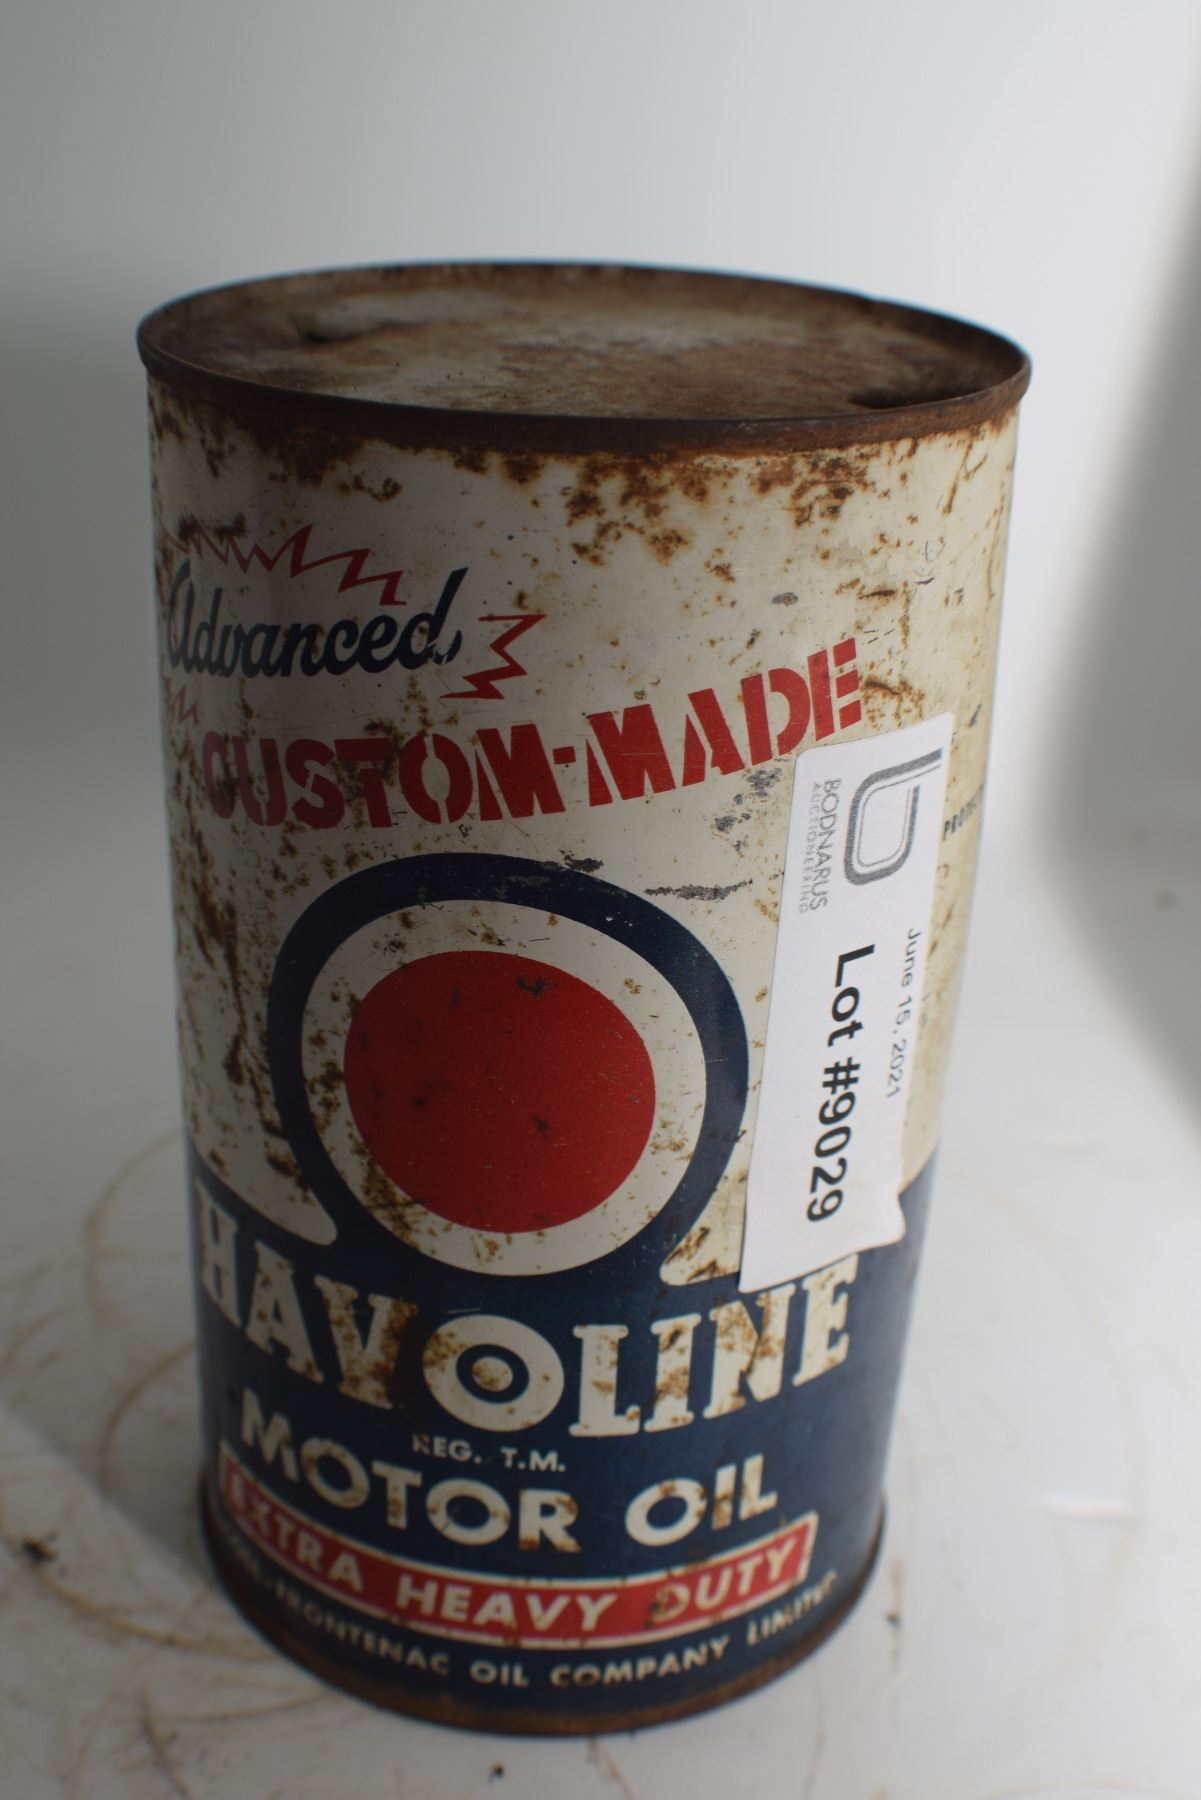 Advanced
CUSTOM-MADE
HAVOLINE
REG. T.M.
MOTOR OIL
EXTRA HEAVY DUTY
FRONTENAC OIL COMPANY LIMITED
BODNARUS
AUCTIONEERING
June 15, 2021
Lot #9029